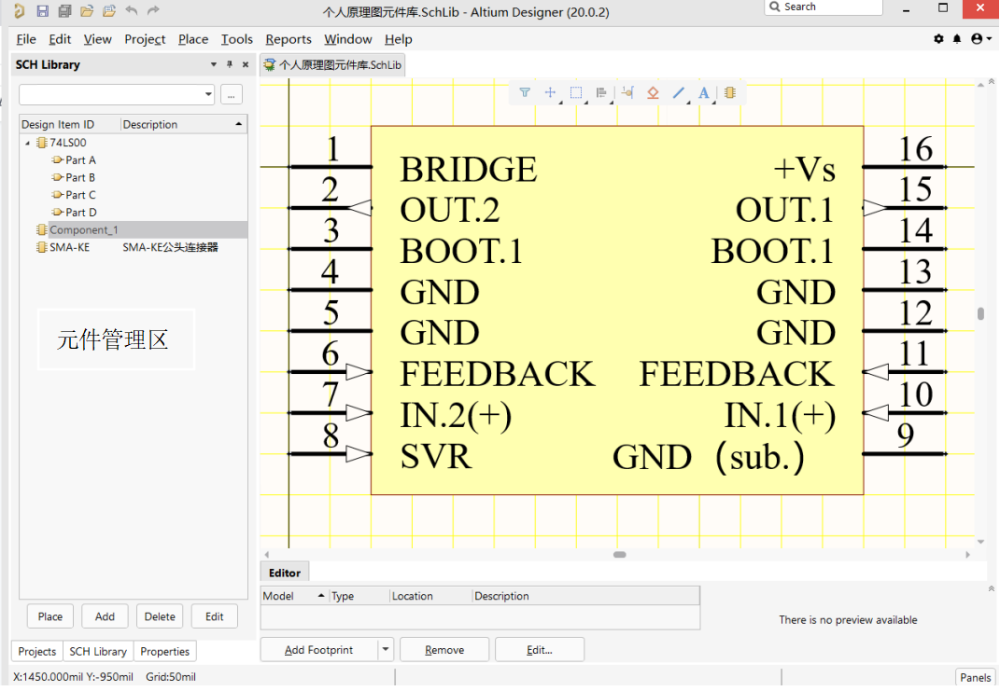 个人原理图元件库.SchLib - Altium Designer (20.0.2)
Search
File Edit View Project Place Tools Reports Window Help
SCH Library
个人原理图元件库.SchLib
...
Design Item ID Description
74LS00
Part A
Part B
Part C
Part D
Component_1
SMA-KE SMA-KE公头连接器
元件管理区
Place Add Delete Edit
Projects SCH Library Properties
1 BRIDGE +Vs 16
2 OUT.2 OUT.1 15
3 BOOT.1 BOOT.1 14
4 GND GND 13
5 GND GND 12
6 FEEDBACK FEEDBACK 11
7 IN.2(+) IN.1(+) 10
8 SVR GND（sub.） 9
Editor
Model Type Location Description
There is no preview available
Add Footprint Remove Edit...
X:1450.000mil Y:-950mil Grid:50mil
Panels